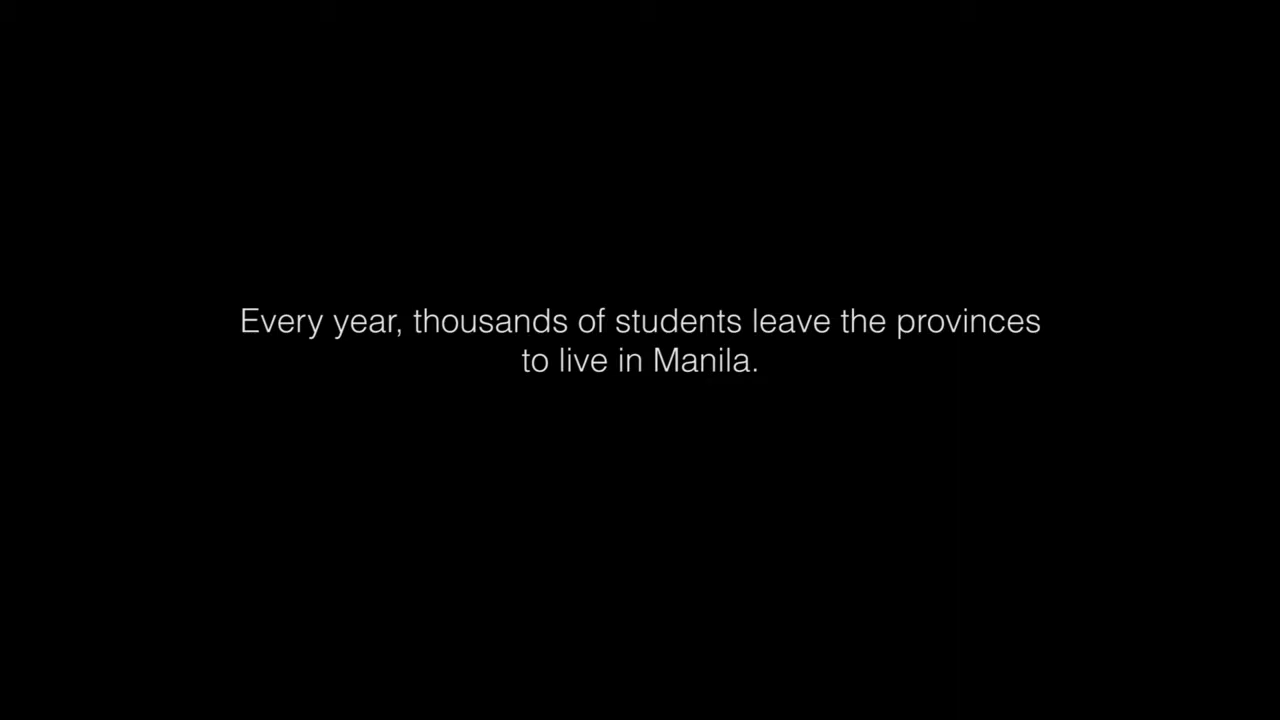 Every year, thousands of students leave the provinces
to live in Manila.